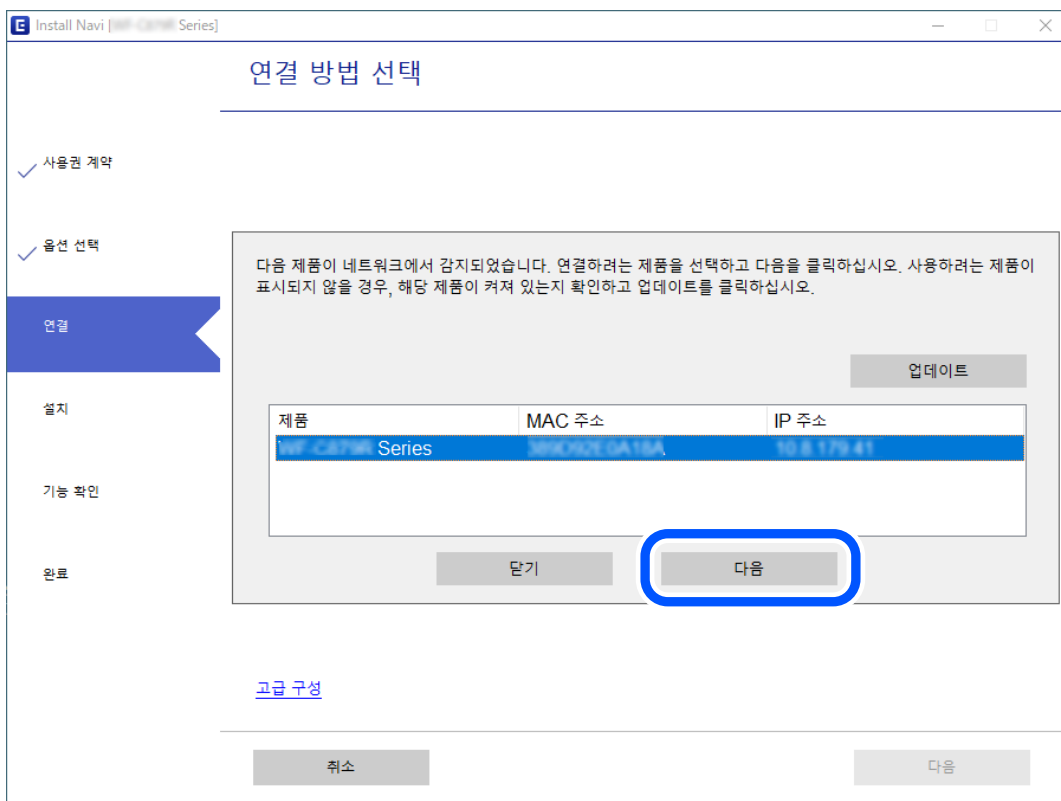 E Install Navi [ Series]
연결 방법 선택
사용권 계약
옵션 선택
연결
설치
기능 확인
완료
다음 제품이 네트워크에서 감지되었습니다. 연결하려는 제품을 선택하고 다음을 클릭하십시오. 사용하려는 제품이
표시되지 않을 경우, 해당 제품이 켜져 있는지 확인하고 업데이트를 클릭하십시오.
업데이트
제품 MAC 주소 IP 주소
Series
닫기 다음
고급 구성
취소 다음